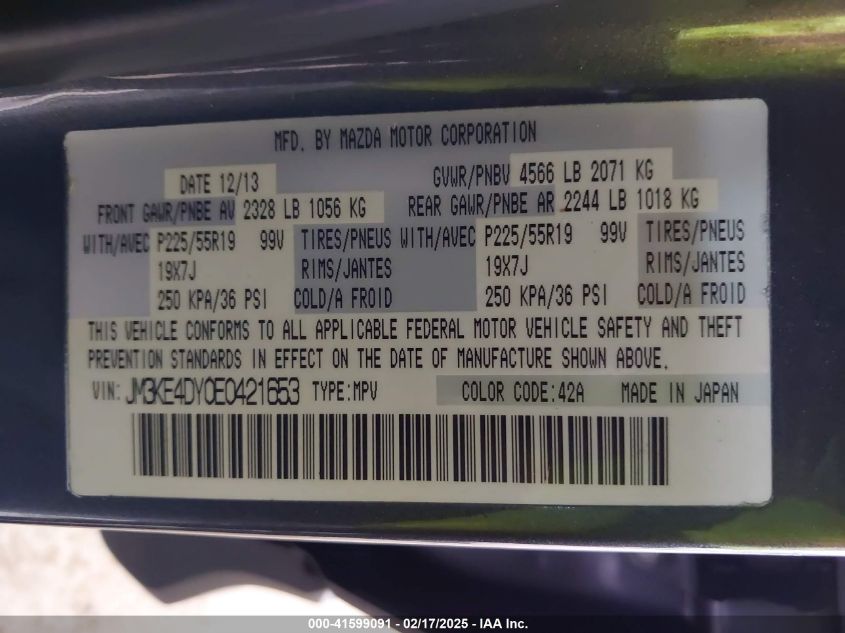 MFD. BY MAZDA MOTOR CORPORATION
DATE 12/13 GVWR/PNBV 4566 LB 2071 KG
FRONT GAWR/PNBE AV 2328 LB 1056 KG REAR GAWR/PNBE AR 2244 LB 1018 KG
WITH/AVEC P225/55R19 99V TIRES/PNEUS WITH/AVEC P225/55R19 99V TIRES/PNEUS
19X7J RIMS/JANTES 19X7J RIMS/JANTES
250 KPA/36 PSI COLD/A FROID 250 KPA/36 PSI COLD/A FROID
THIS VEHICLE CONFORMS TO ALL APPLICABLE FEDERAL MOTOR VEHICLE SAFETY AND THEFT
PREVENTION STANDARDS IN EFFECT ON THE DATE OF MANUFACTURE SHOWN ABOVE.
VIN: JM3KE4DY0E0421653 TYPE:MPV COLOR CODE:42A MADE IN JAPAN
000-41599091 - 02/17/2025 - IAA Inc.